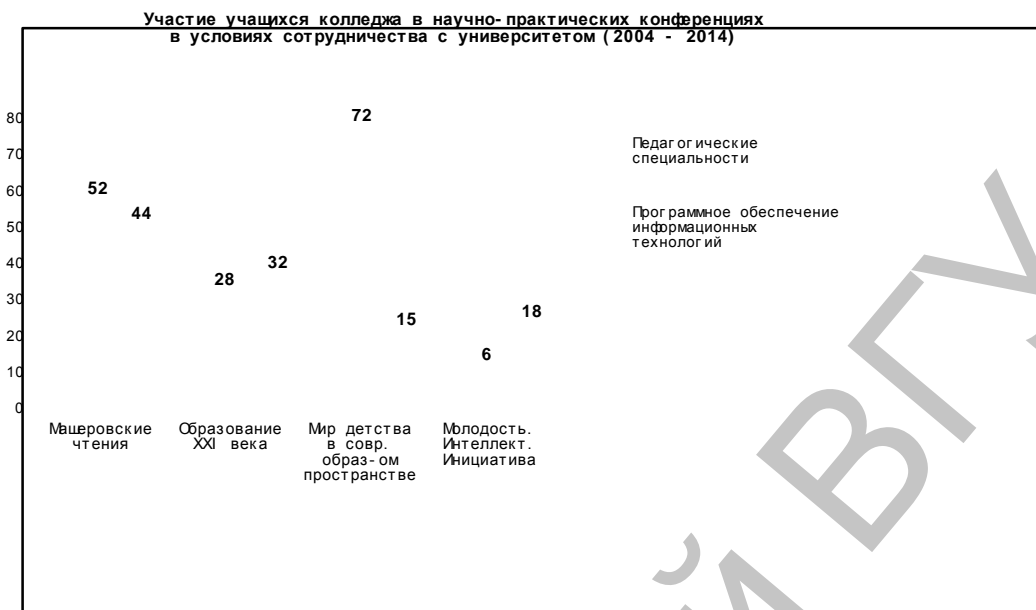 Участие учащихся колледжа в научно- практических конференциях
в условиях сотрудничества с университетом ( 2004 - 2014)
80
70
60
50
40
30
20
10
0
72
52
44
28
32
15
18
6
Педагогические
специальности
Программное обеспечение
информационных
технологий
Машеровские
чтения
Образование
XXI века
Мир детства
в совр.
образ- ом
пространстве
Молодость.
Интеллект.
Инициатива
Й ВГУ